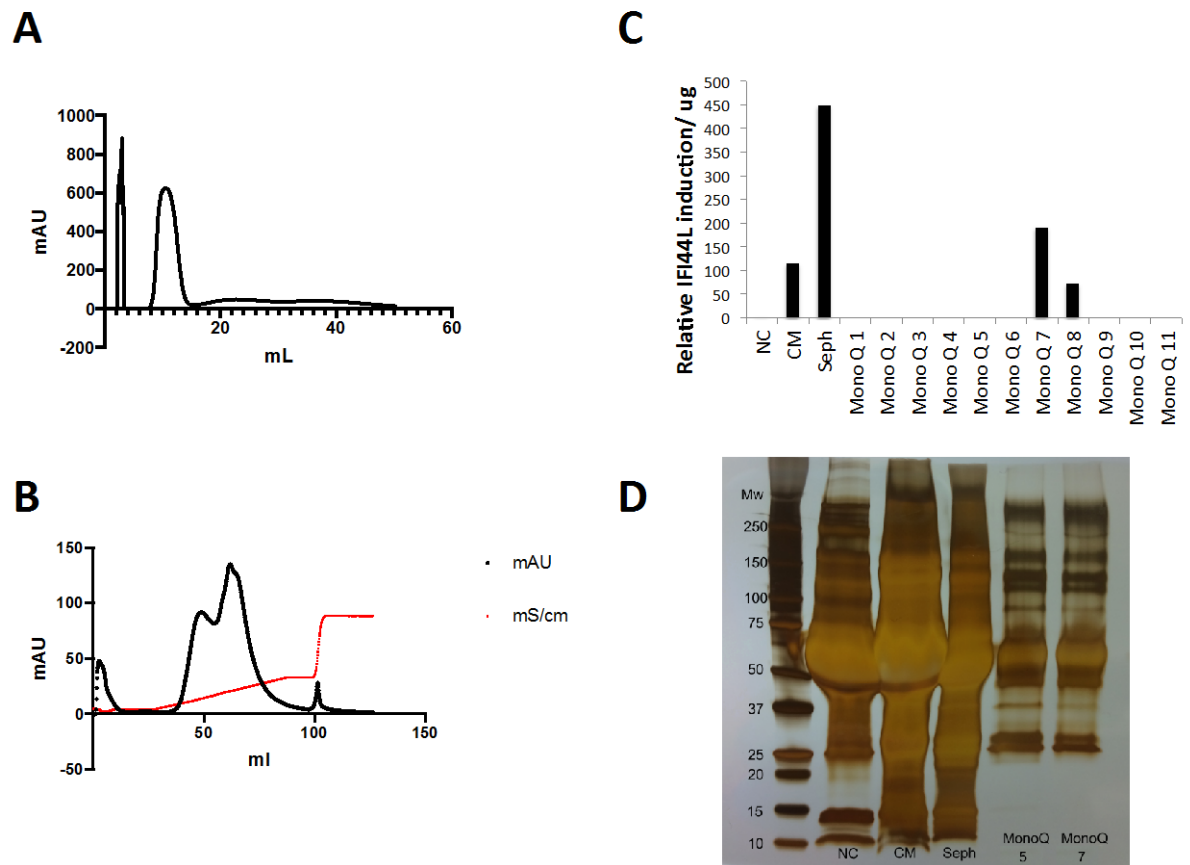 A
1000
800
600
400
200
0
-200
mAU
20
40
60
mL
B
150
100
50
0
-50
mAU
50
100
150
ml
mAU
mS/cm
C
Relative IFI44L induction/ ug
500
450
400
350
300
250
200
150
100
50
0
NC
CM
Seph
Mono Q 1
Mono Q 2
Mono Q 3
Mono Q 4
Mono Q 5
Mono Q 6
Mono Q 7
Mono Q 8
Mono Q 9
Mono Q 10
Mono Q 11
D
Mw
250
150
100
75
50
37
25
20
15
10
NC
CM
Seph
MonoQ
5
MonoQ
7